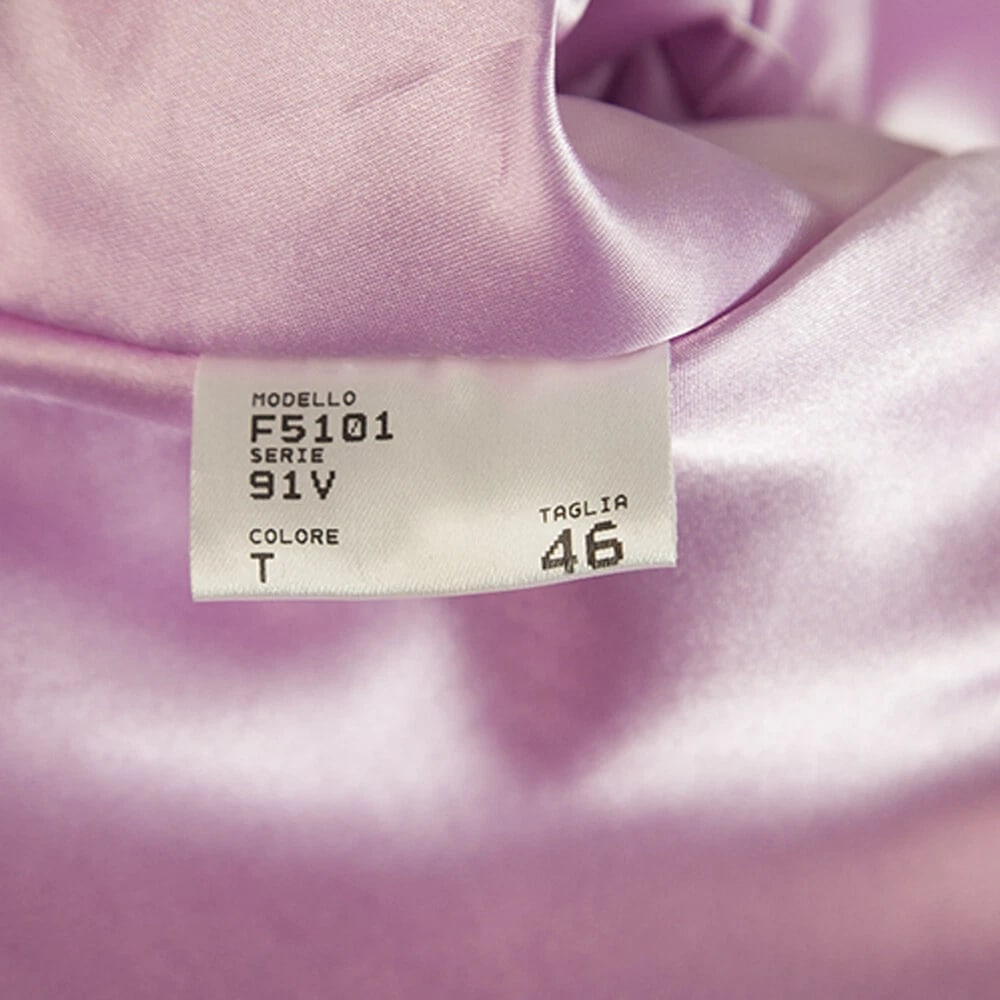 MODELLO
F5101
SERIE
91V
COLORE
T
TAGLIA
46